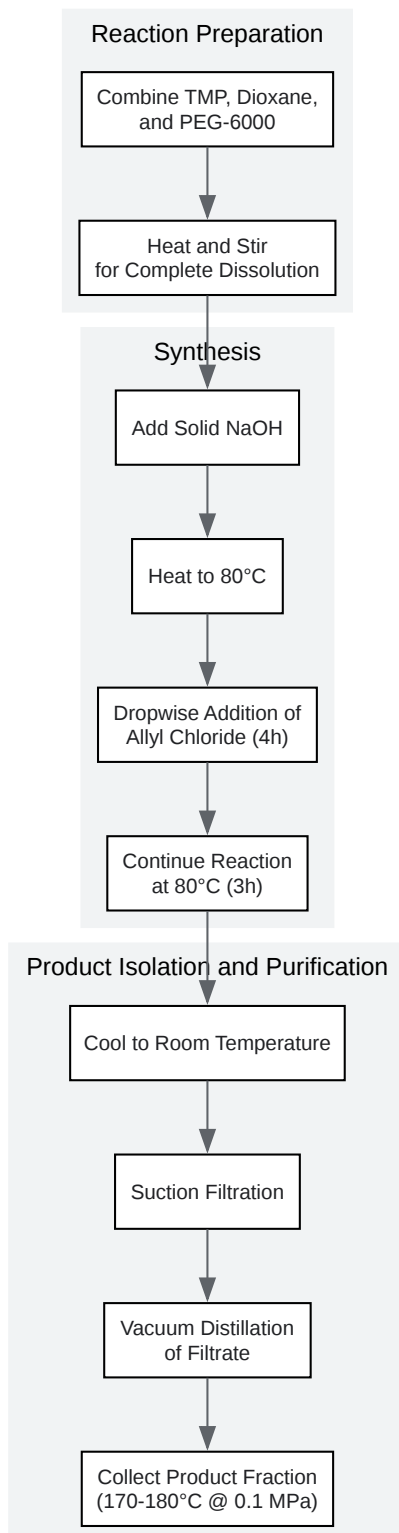 Reaction Preparation
Combine TMP, Dioxane,
and PEG-6000
Heat and Stir
for Complete Dissolution
Synthesis
Add Solid NaOH
Heat to 80°C
Dropwise Addition of
Allyl Chloride (4h)
Continue Reaction
at 80°C (3h)
Product Isolation and Purification
Cool to Room Temperature
Suction Filtration
Vacuum Distillation
of Filtrate
Collect Product Fraction
(170-180°C @ 0.1 MPa)